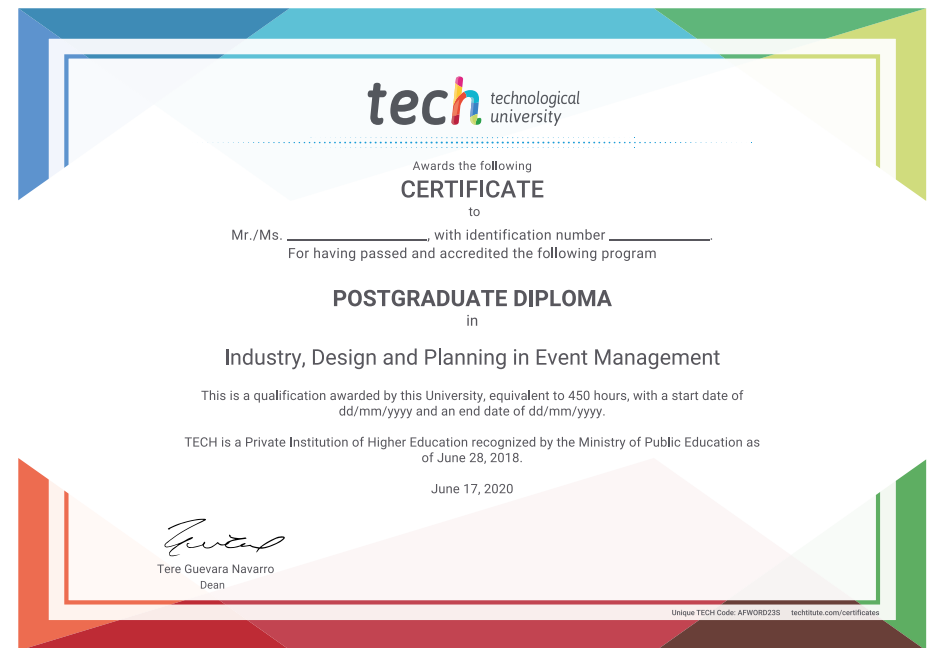 tech technological
university
Awards the following
CERTIFICATE
to
Mr./Ms. ____________________, with identification number ______________.
For having passed and accredited the following program
POSTGRADUATE DIPLOMA
in
Industry, Design and Planning in Event Management
This is a qualification awarded by this University, equivalent to 450 hours, with a start date of
dd/mm/yyyy and an end date of dd/mm/yyyy.
TECH is a Private Institution of Higher Education recognized by the Ministry of Public Education as
of June 28, 2018.
June 17, 2020
Tere Guevara Navarro
Dean
Unique TECH Code: AFWORD23S techtitute.com/certificates